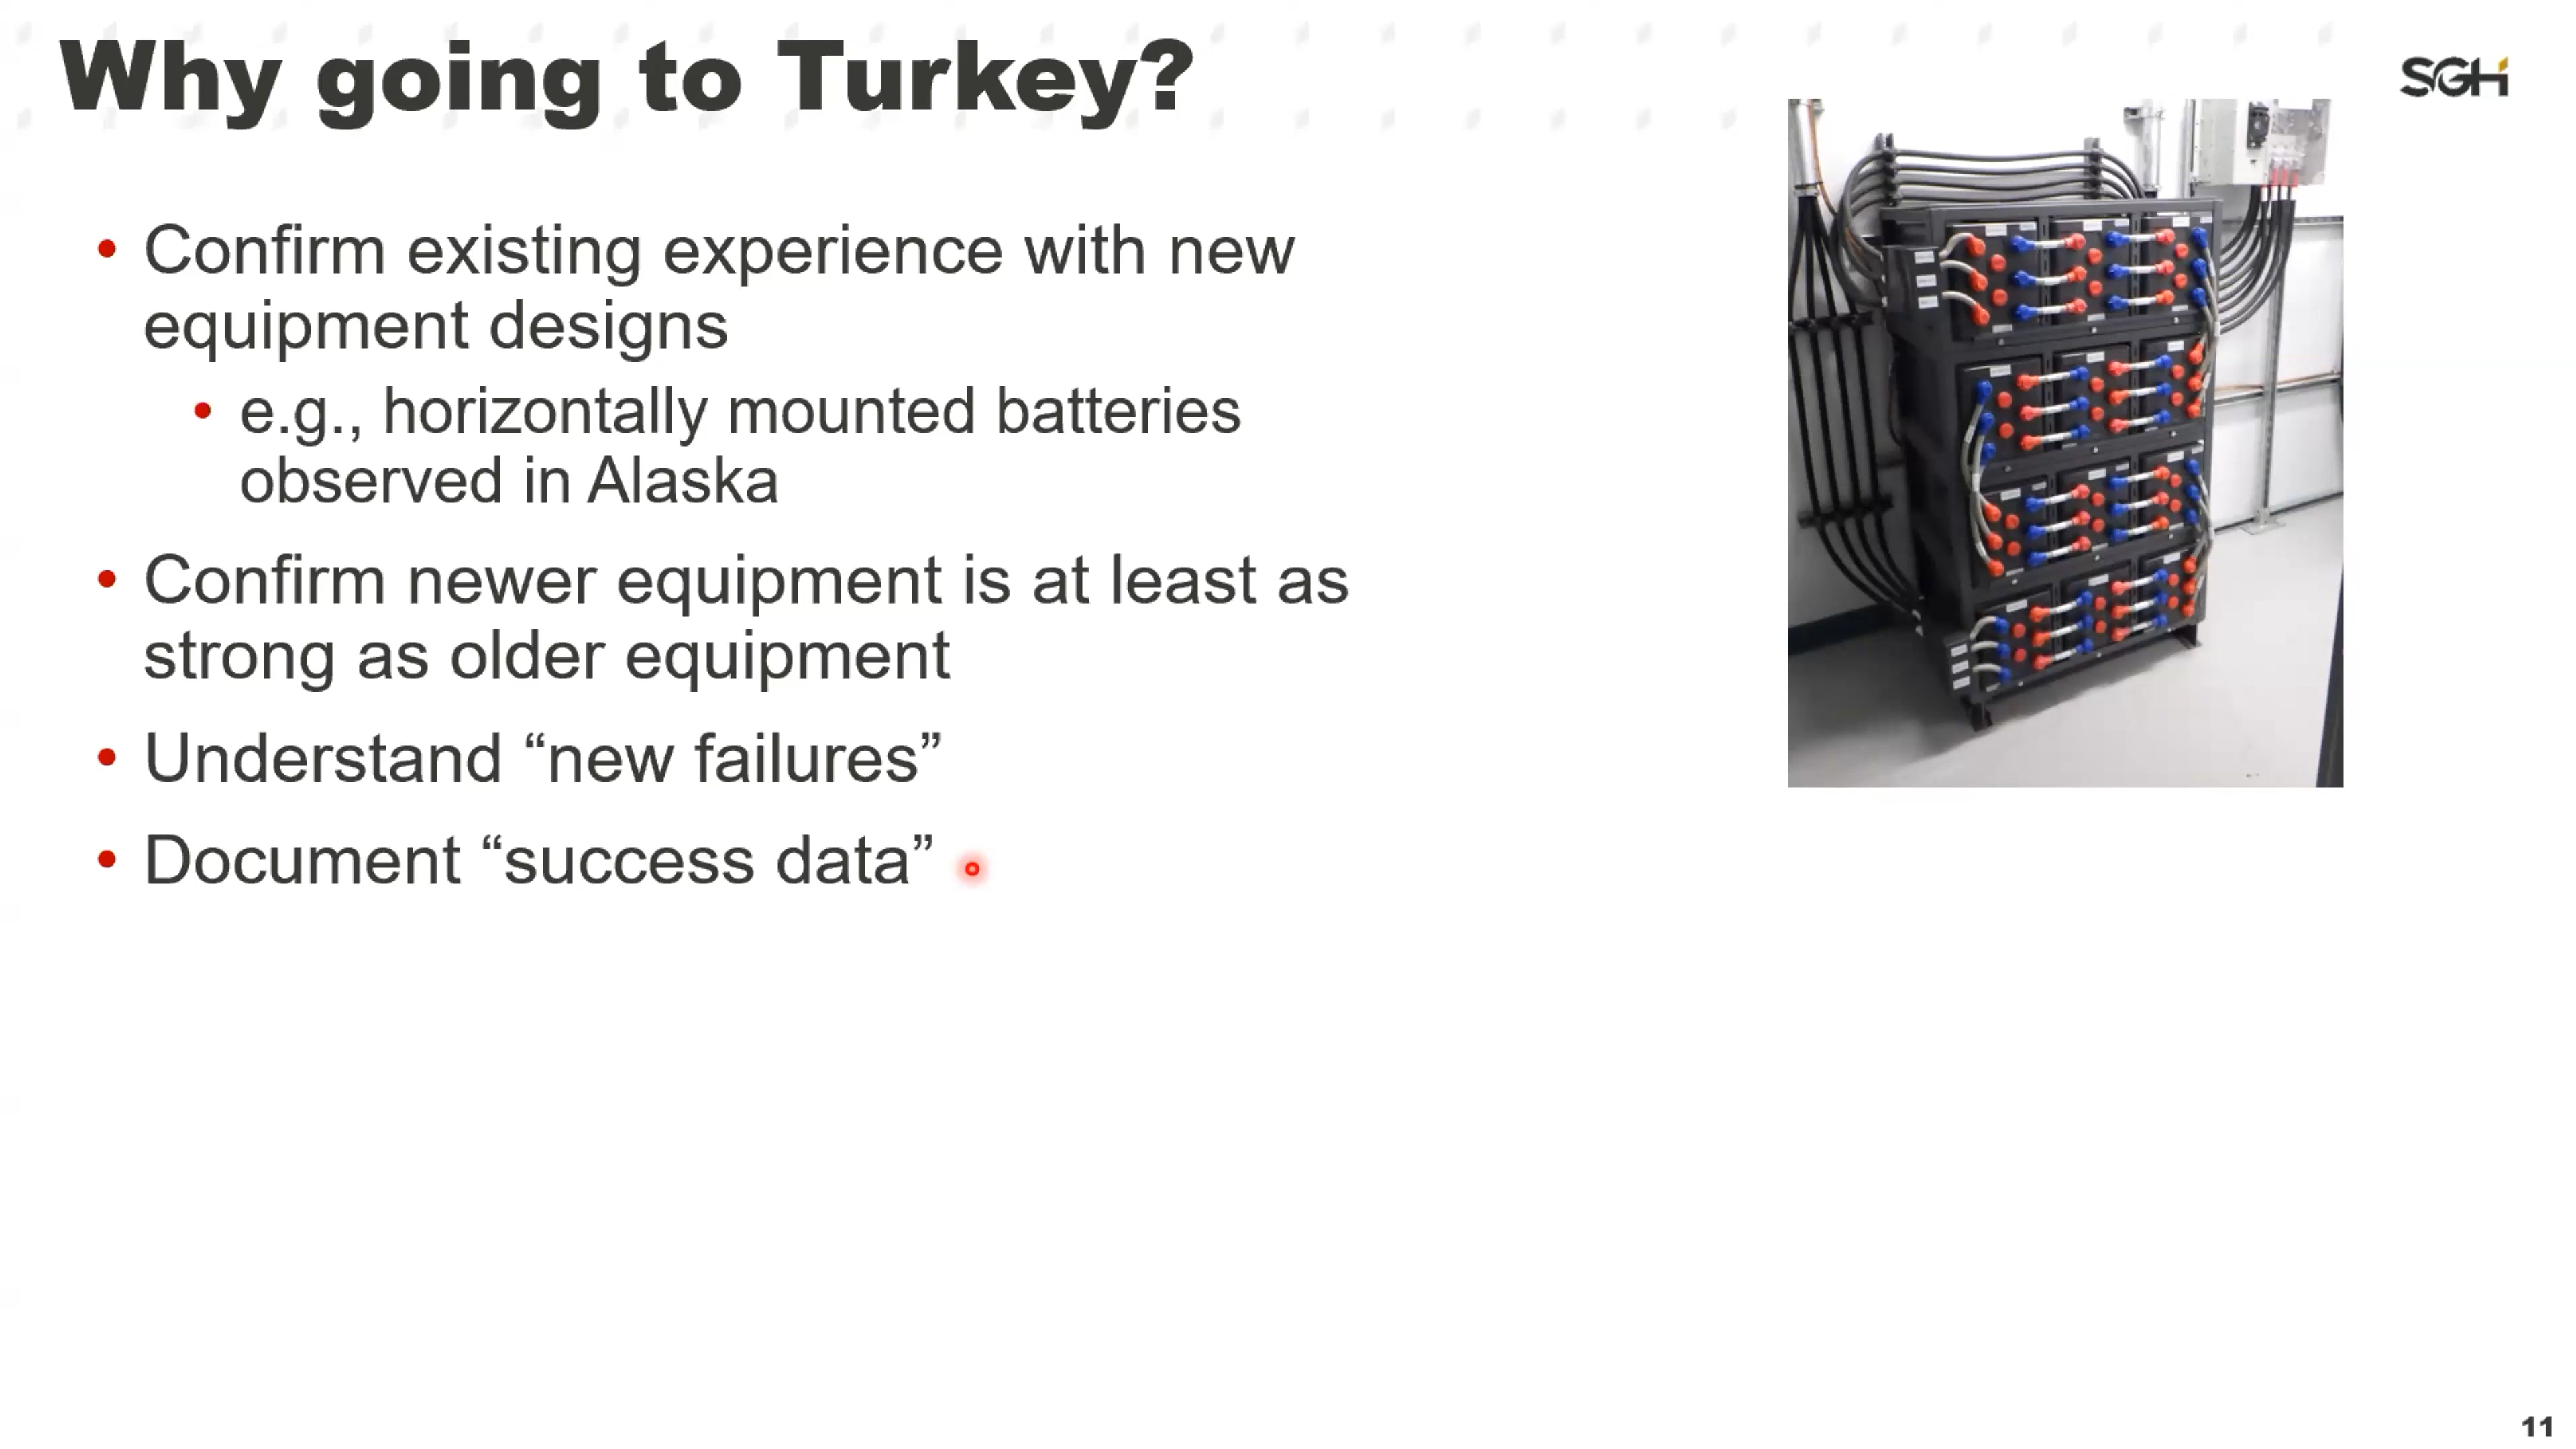 Why going to Turkey?
SGH
• Confirm existing experience with new
equipment designs
• e.g., horizontally mounted batteries
observed in Alaska
• Confirm newer equipment is at least as
strong as older equipment
• Understand “new failures”
• Document “success data”
11